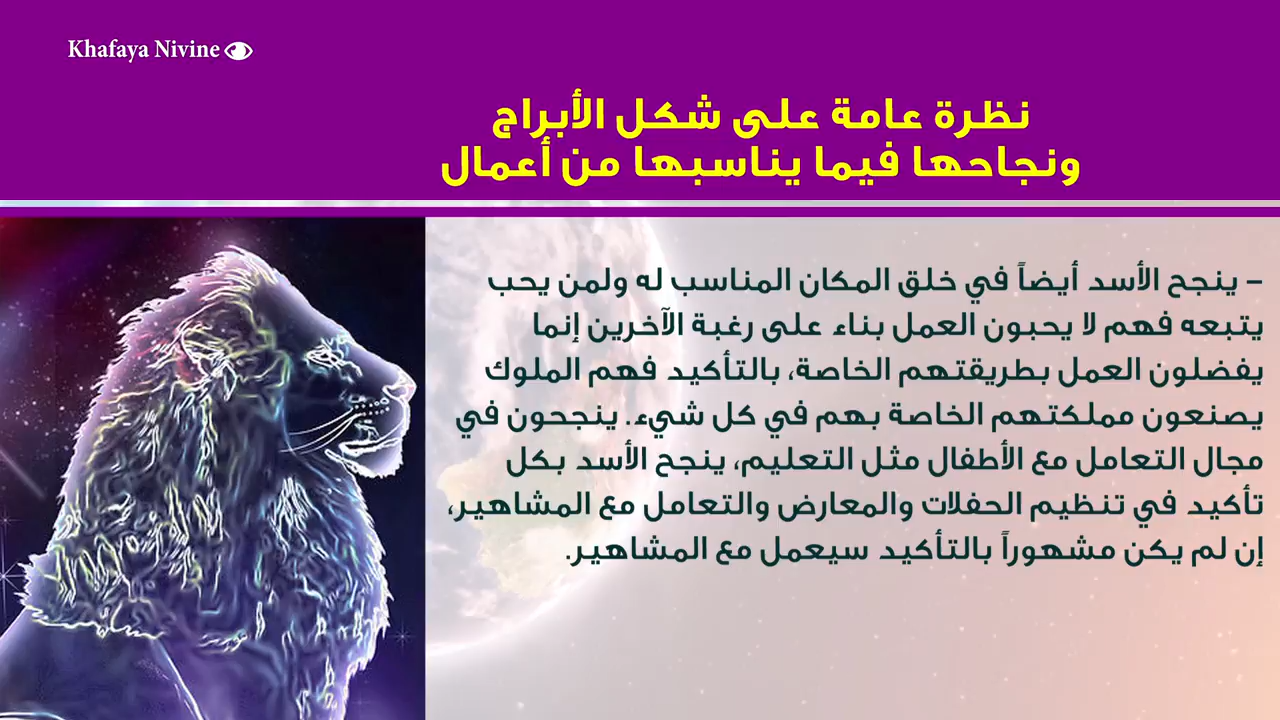 Khafaya Nivine
نظرة عامة على شكل الأبراج
ونجاحها فيما يناسبها من أعمال
– ينجح الأسد أيضاً في خلق المكان المناسب له ولمن يحب
يتبعه فهم لا يحبون العمل بناء على رغبة الآخرين إنما
يفضلون العمل بطريقتهم الخاصة، بالتأكيد فهم الملوك
يصنعون مملكتهم الخاصة بهم في كل شيء. ينجحون في
مجال التعامل مع الأطفال مثل التعليم، ينجح الأسد بكل
تأكيد في تنظيم الحفلات والمعارض والتعامل مع المشاهير،
إن لم يكن مشهوراً بالتأكيد سيعمل مع المشاهير.